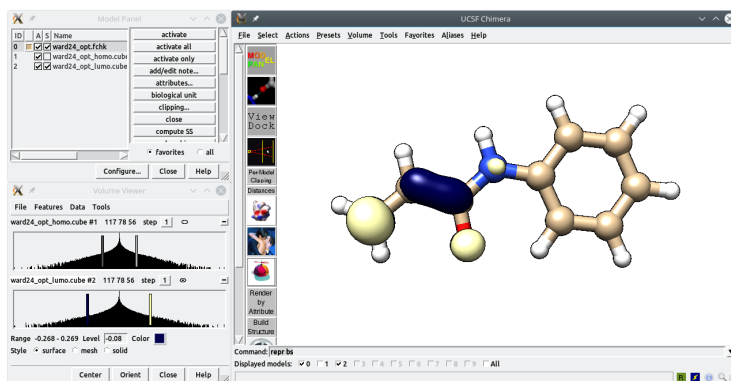 Model Panel
ID A S Name
0 ward24_opt.fchk
1 ward24_opt_homo.cube
2 ward24_opt_lumo.cube
activate
activate all
activate only
add/edit note...
attributes...
biological unit
clipping...
close
compute SS
favorites all
Configure... Close Help
Volume Viewer
File Features Data Tools
ward24_opt_homo.cube #1 117 78 56 step 1
ward24_opt_lumo.cube #2 117 78 56 step 1
Range -0.268 - 0.269 Level -0.08 Color
Style surface mesh solid
Center Orient Close Help
UCSF Chimera
File Select Actions Presets Volume Tools Favorites Aliases Help
MODEL
PANEL
View
Dock
Per-Model
Clipping
Distances
Render
by
Attribute
Build
Structure
Command: repr bs
Displayed models: 0 1 2 3 4 5 6 7 8 9 All